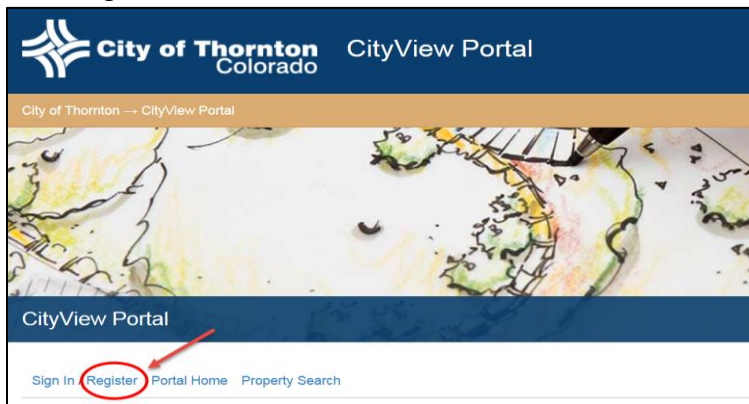 City of Thornton
Colorado
CityView Portal
City of Thornton → CityView Portal
CityView Portal
Sign In / Register Portal Home Property Search